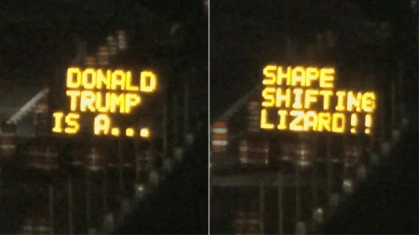 DONALD
TRUMP
IS A...
SHAPE
SHIFTING
LIZARD!!